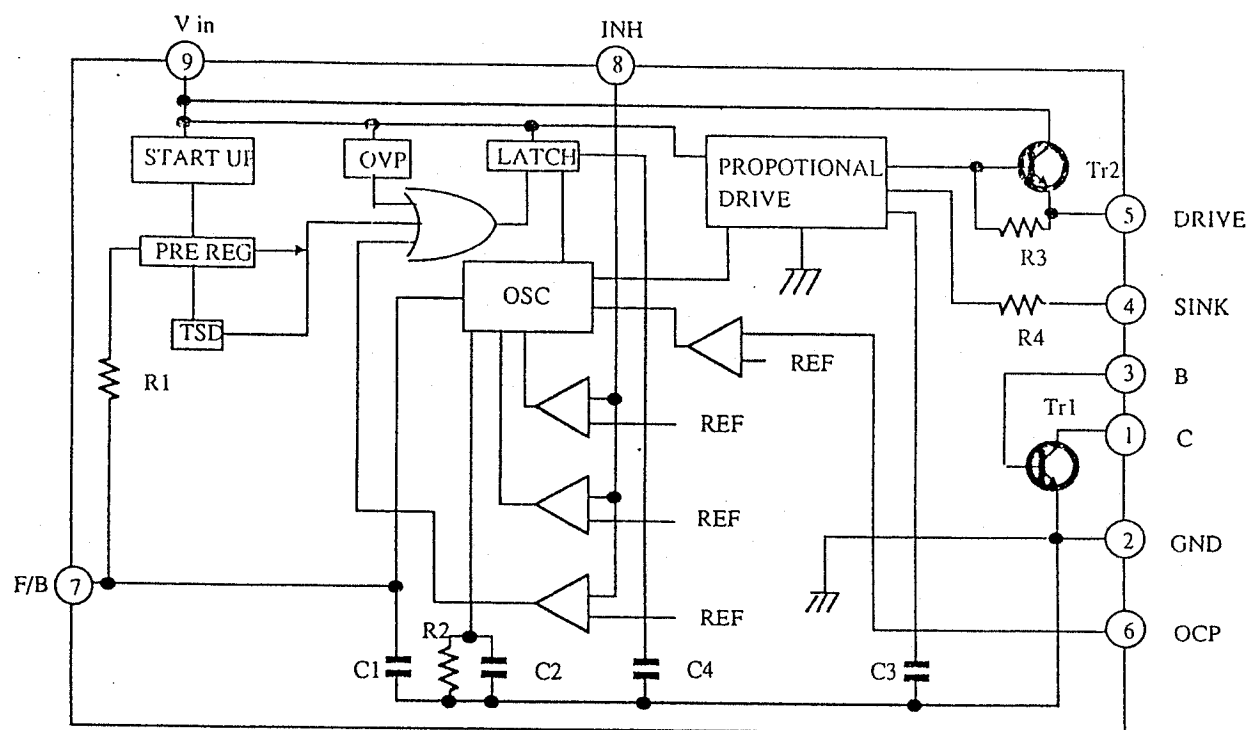 V in
INH
9
8
START UP
OVP
LATCH
PROPOTIONAL
DRIVE
Tr2
5
DRIVE
R3
PRE REG
OSC
4
SINK
R4
TSD
REF
3
B
R1
Tr1
REF
1
C
REF
2
GND
F/B
7
REF
6
OCP
R2
C1
C2
C4
C3